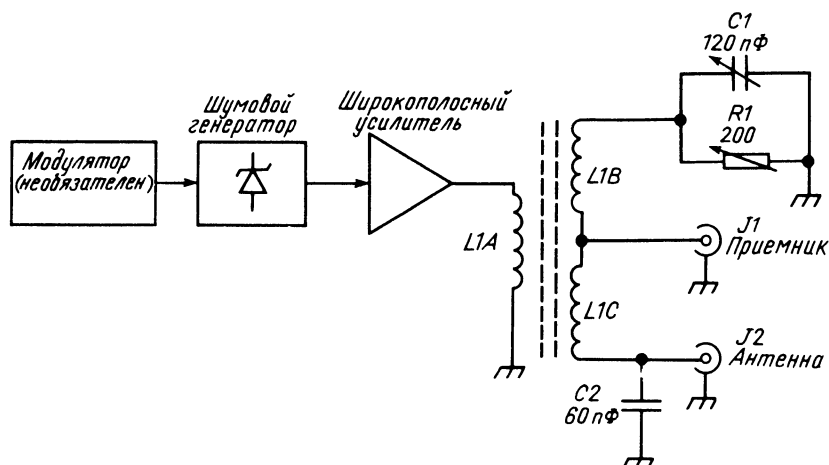 C1
120 пФ
Шумовой
генератор
Широкополосный
усилитель
R1
200
Модулятор
(необязателен)
L1B
J1
Приемник
L1A
L1C
J2
Антенна
C2
60 пФ